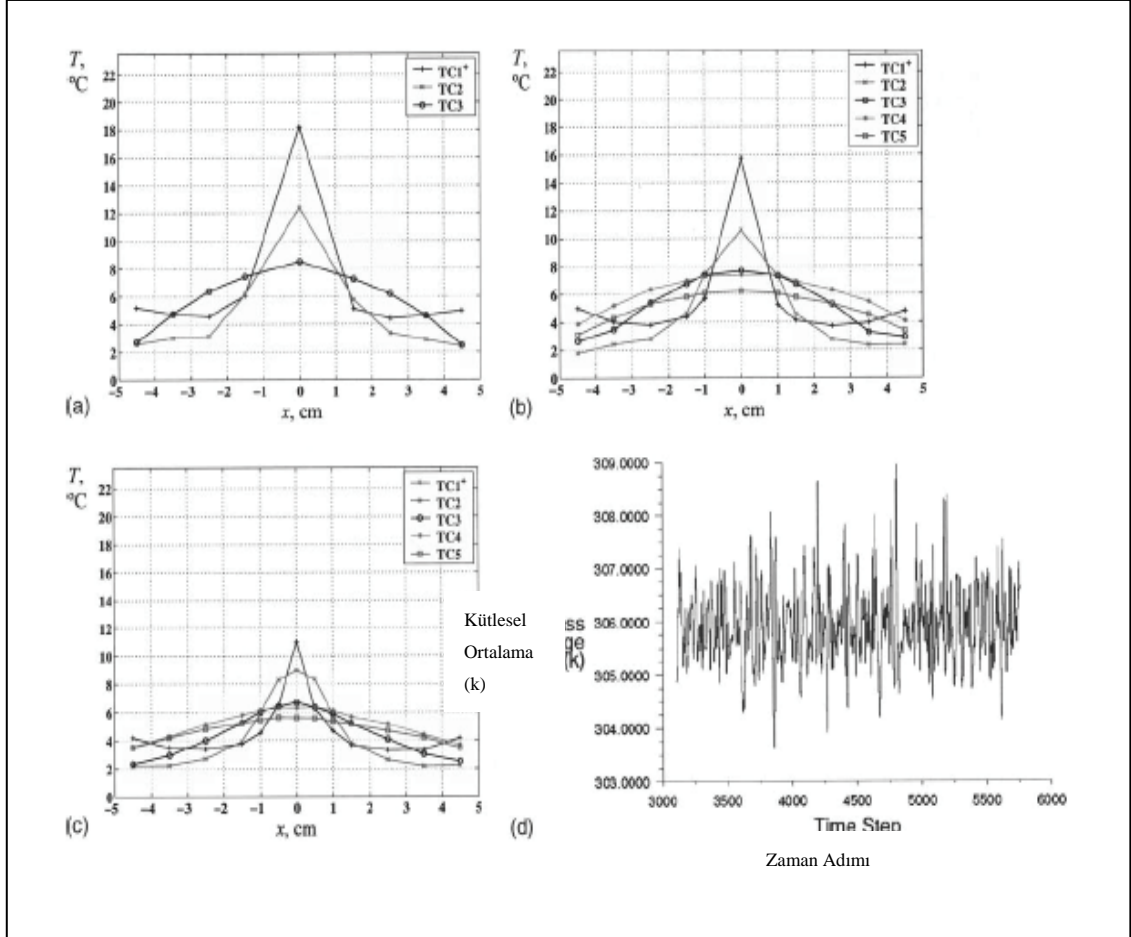 T,
°C
22
20
18
16
14
12
10
8
6
4
2
0
−5 −4 −3 −2 −1 0 1 2 3 4 5
x, cm
TC1+
TC2
TC3
(a)
T,
°C
22
20
18
16
14
12
10
8
6
4
2
0
−5 −4 −3 −2 −1 0 1 2 3 4 5
x, cm
TC1+
TC2
TC3
TC4
TC5
(b)
T,
°C
22
20
18
16
14
12
10
8
6
4
2
0
−5 −4 −3 −2 −1 0 1 2 3 4 5
x, cm
TC1+
TC2
TC3
TC4
TC5
(c)
Kütlesel
Ortalama
(k)
ss
ge
(k)
309.0000
308.0000
307.0000
306.0000
305.0000
304.0000
303.0000
3000 3500 4000 4500 5000 5500 6000
Time Step
(d)
Zaman Adımı